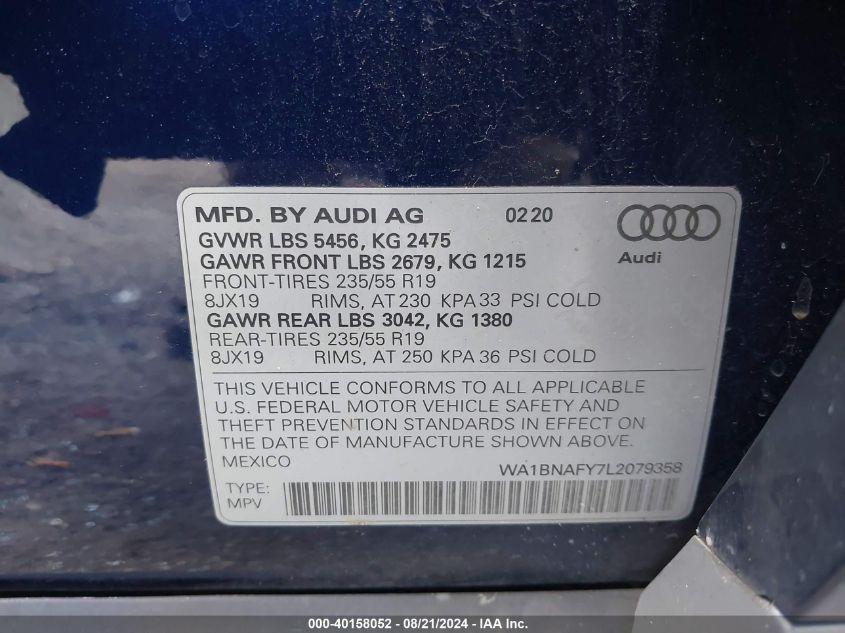 MFD. BY AUDI AG 0220
GVWR LBS 5456, KG 2475
GAWR FRONT LBS 2679, KG 1215
Audi
FRONT-TIRES 235/55 R19
8JX19 RIMS, AT 230 KPA 33 PSI COLD
GAWR REAR LBS 3042, KG 1380
REAR-TIRES 235/55 R19
8JX19 RIMS, AT 250 KPA 36 PSI COLD
THIS VEHICLE CONFORMS TO ALL APPLICABLE
U.S. FEDERAL MOTOR VEHICLE SAFETY AND
THEFT PREVENTION STANDARDS IN EFFECT ON
THE DATE OF MANUFACTURE SHOWN ABOVE.
MEXICO WA1BNAFY7L2079358
TYPE:
MPV
000-40158052 - 08/21/2024 - IAA, Inc.